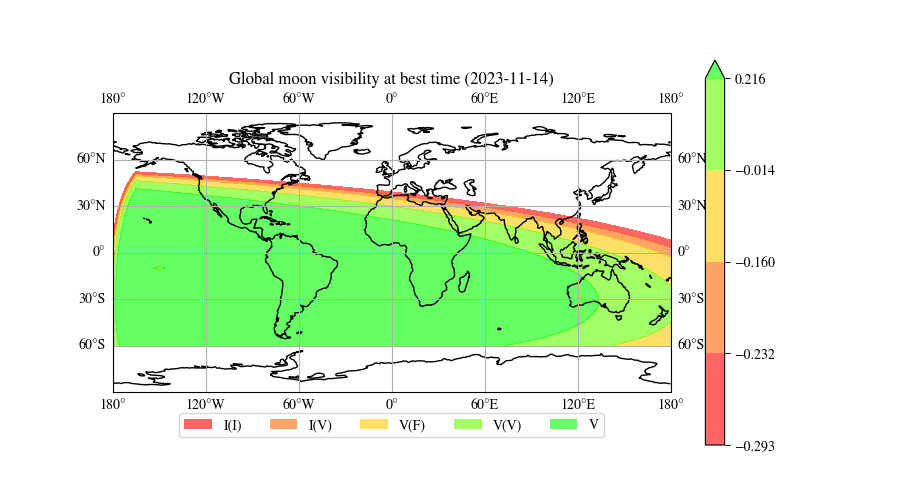 Global moon visibility at best time (2023-11-14)
180° 120°W 60°W 0° 60°E 120°E 180°
60°N 60°N
30°N 30°N
0° 0°
30°S 30°S
60°S 60°S
180° 120°W 60°W 0° 60°E 120°E 180°
I(I) I(V) V(F) V(V) V
0.216
−0.014
−0.160
−0.232
−0.293